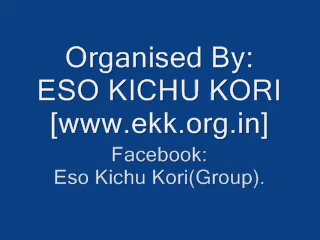 Organised By:
ESO KICHU KORI
[www.ekk.org.in]
Facebook:
Eso Kichu Kori(Group).